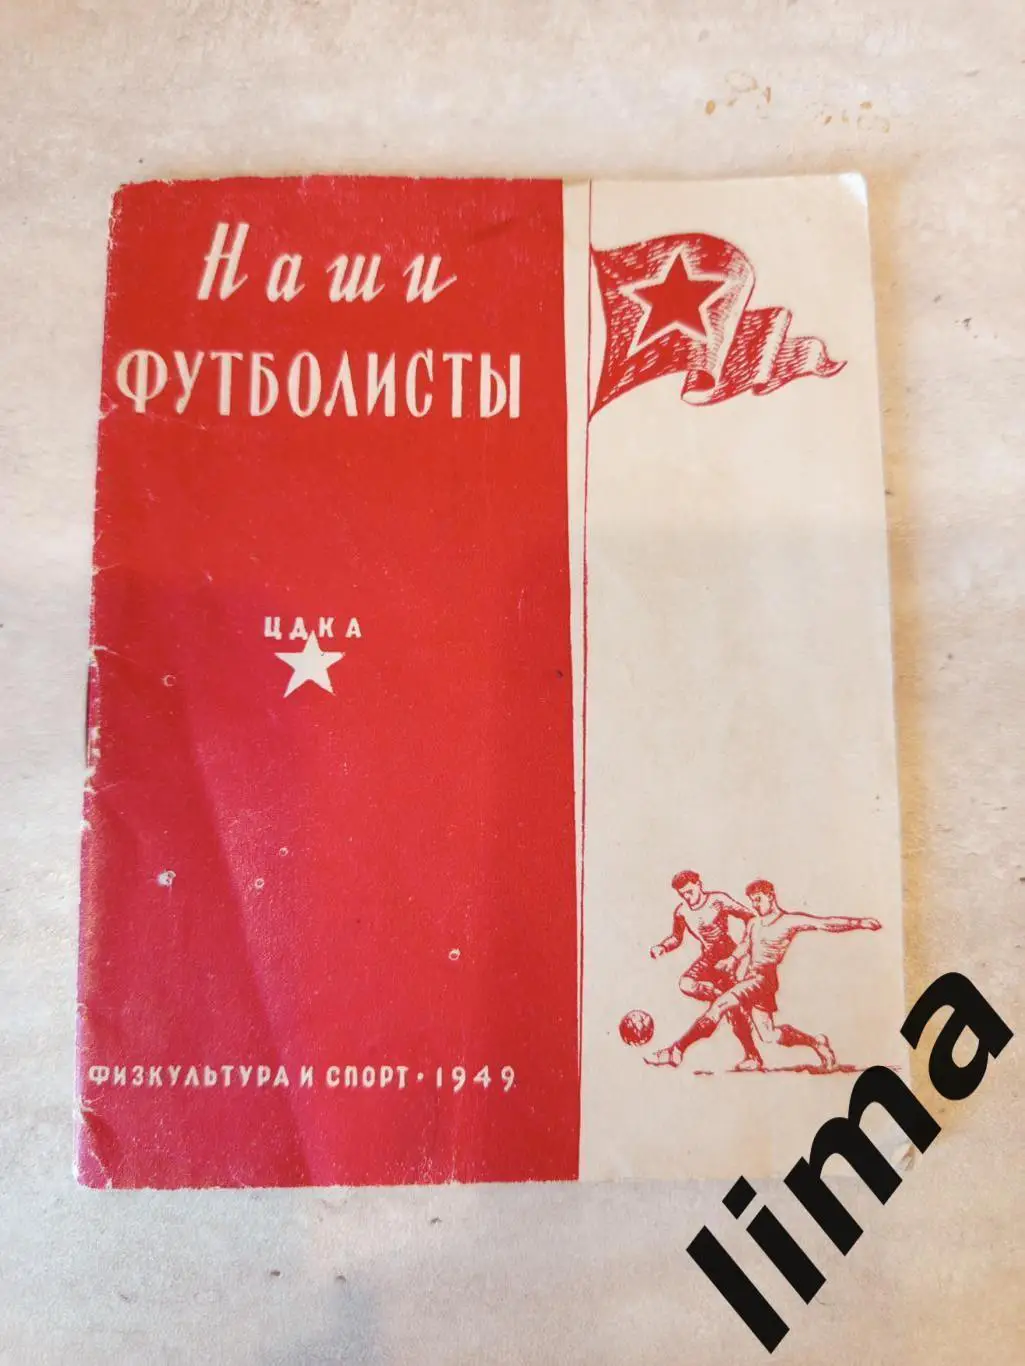 Наши
ФУТБОЛИСТЫ
ЦДКА
ФИЗКУЛЬТУРА И СПОРТ · 1949
lima